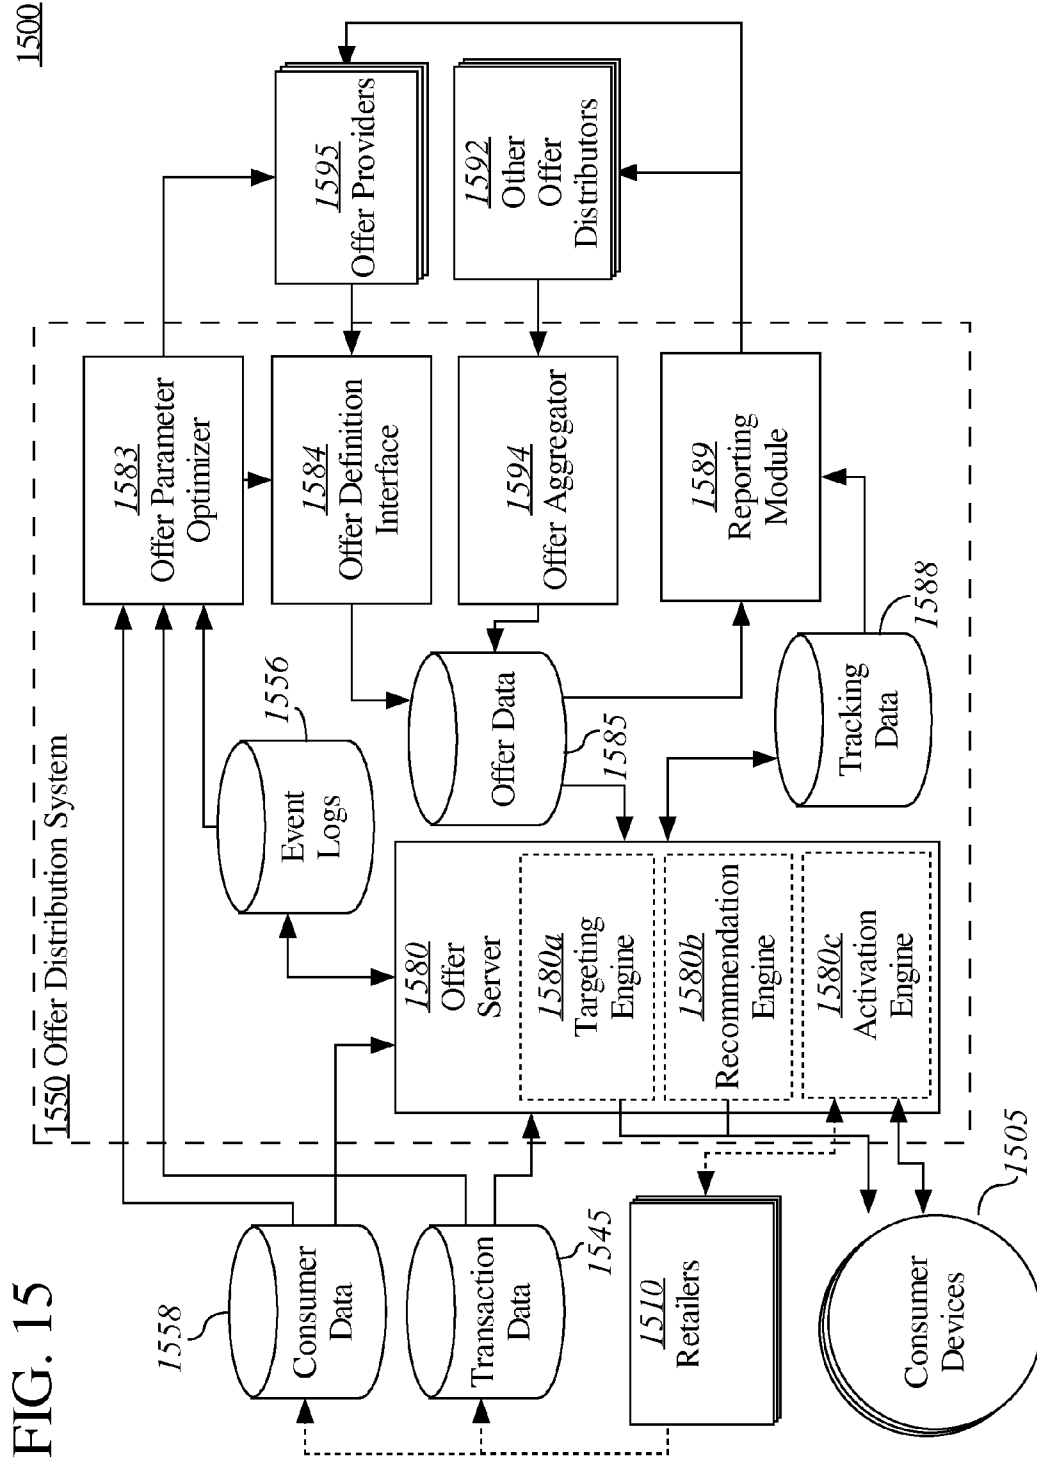 FIG. 15
1500
1550 Offer Distribution System
1558
Consumer
Data
Transaction
Data
1545
1510
Retailers
Consumer
Devices
1505
1556
Event
Logs
1580
Offer
Server
1580a
Targeting
Engine
1580b
Recommendation
Engine
1580c
Activation
Engine
1583
Offer Parameter
Optimizer
1584
Offer Definition
Interface
1594
Offer Aggregator
Offer Data
1585
1589
Reporting
Module
Tracking
Data
1588
1595
Offer Providers
1592
Other
Offer
Distributors